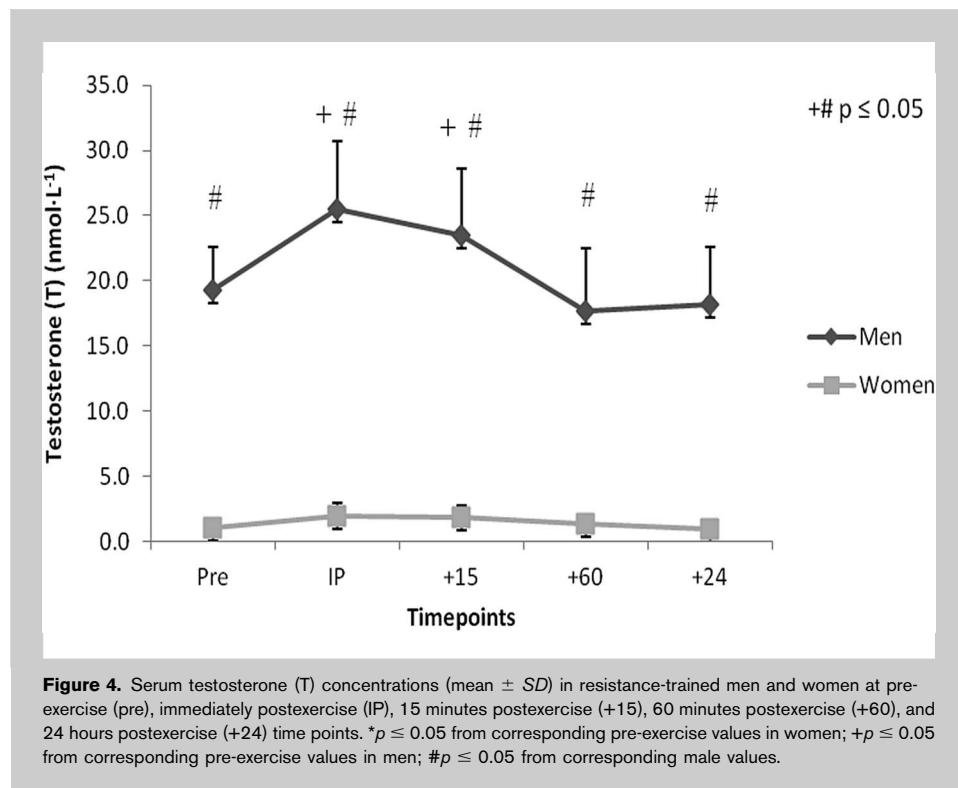 35.0
+ #
+ #
+# p ≤ 0.05
30.0
#
#
#
25.0
20.0
15.0
10.0
5.0
0.0
Testosterone (T) (nmol·L-1)
Men
Women
Pre
IP
+15
+60
+24
Timepoints
Figure 4. Serum testosterone (T) concentrations (mean ± SD) in resistance-trained men and women at pre-
exercise (pre), immediately postexercise (IP), 15 minutes postexercise (+15), 60 minutes postexercise (+60), and
24 hours postexercise (+24) time points. *p ≤ 0.05 from corresponding pre-exercise values in women; +p ≤ 0.05
from corresponding pre-exercise values in men; #p ≤ 0.05 from corresponding male values.